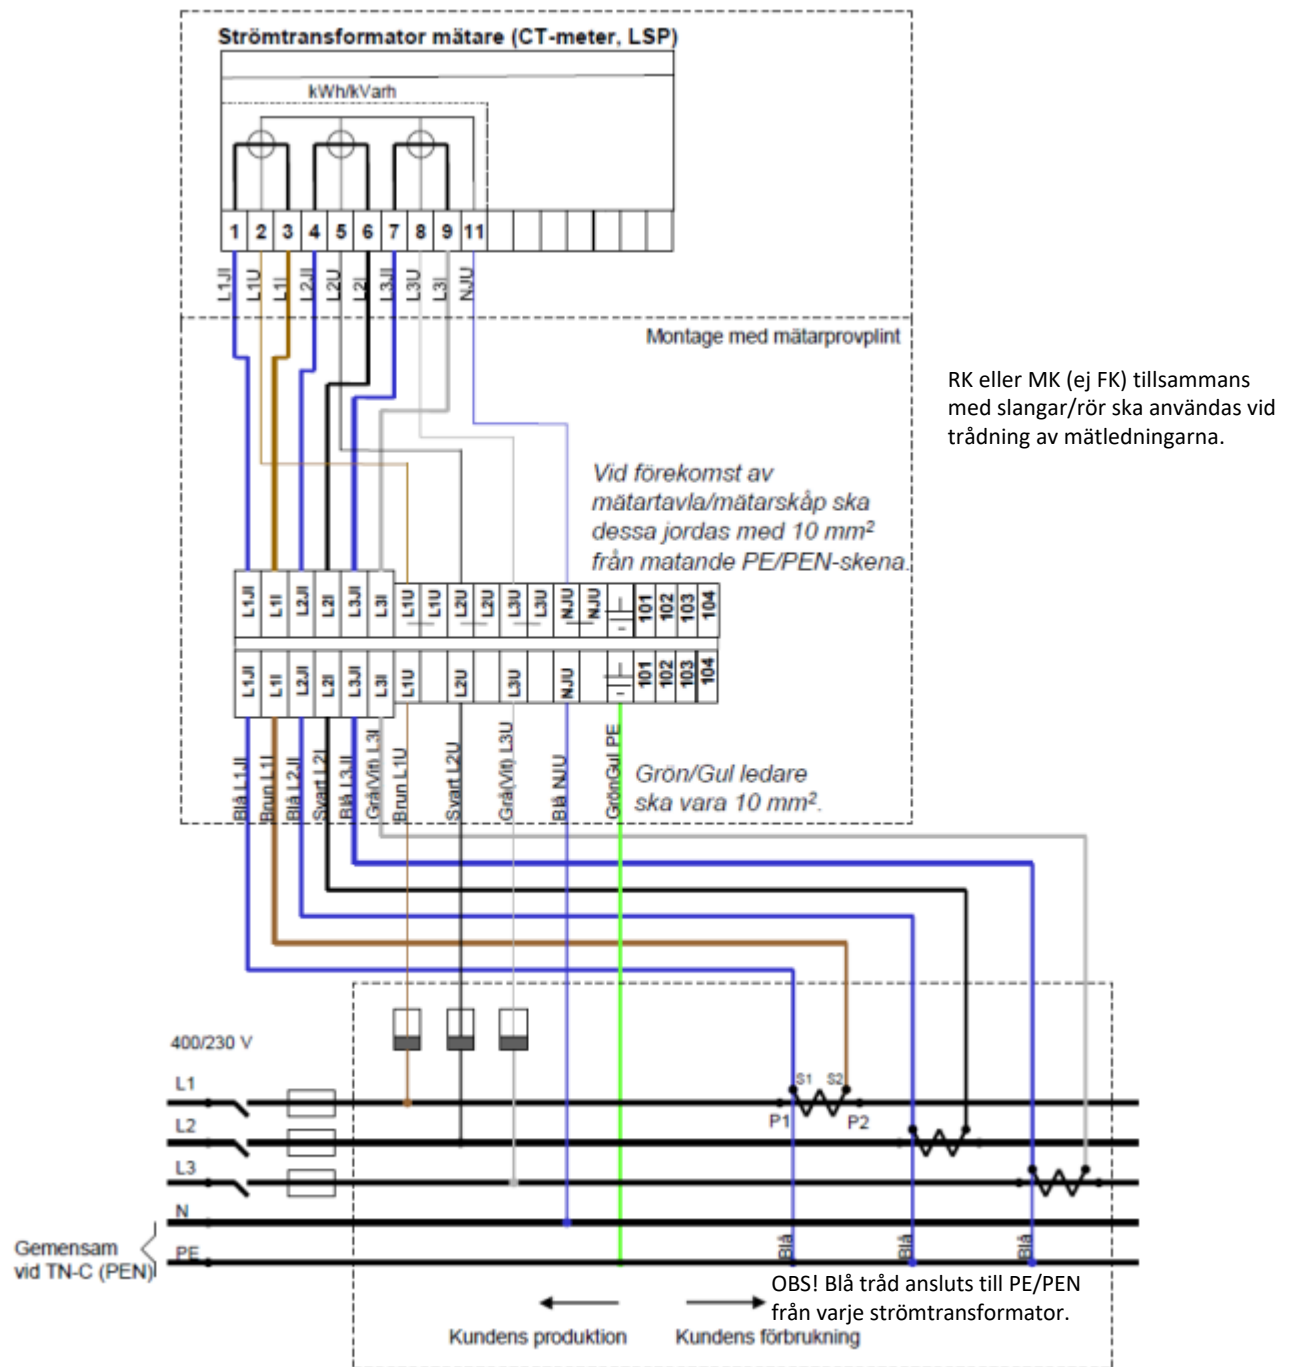 Strömtransformator mätare (CT-meter, LSP)
kWh/kVarh
1 2 3 4 5 6 7 8 9 11
L1JI L1U L1I L2JI L2U L2I L3JI L3U L3I NJU
Montage med mätarprovplint
RK eller MK (ej FK) tillsammans
med slangar/rör ska användas vid
trådning av mätledningarna.
Vid förekomst av
mätartavla/mätarskåp ska
dessa jordas med 10 mm²
från matande PE/PEN-skena.
L1JI L1I L2JI L2I L3JI L3I L1U L1U L2U L2U L3U L3U NJU NJU 101 102 103 104
L1JI L1I L2JI L2I L3JI L3I L1U L2U L3U NJU 101 102 103 104
Blå L1JI
Brun L1I
Blå L2JI
Svart L2I
Blå L3JI
Grå(Vit) L3I
Brun L1U
Svart L2U
Grå(Vit) L3U
Blå NJU
Grön/Gul PE
Grön/Gul ledare
ska vara 10 mm².
400/230 V
L1
S1 S2
P1 P2
L2
L3
N
PE
Gemensam
vid TN-C (PEN)
Blå Blå Blå
OBS! Blå tråd ansluts till PE/PEN
från varje strömtransformator.
Kundens produktion Kundens förbrukning